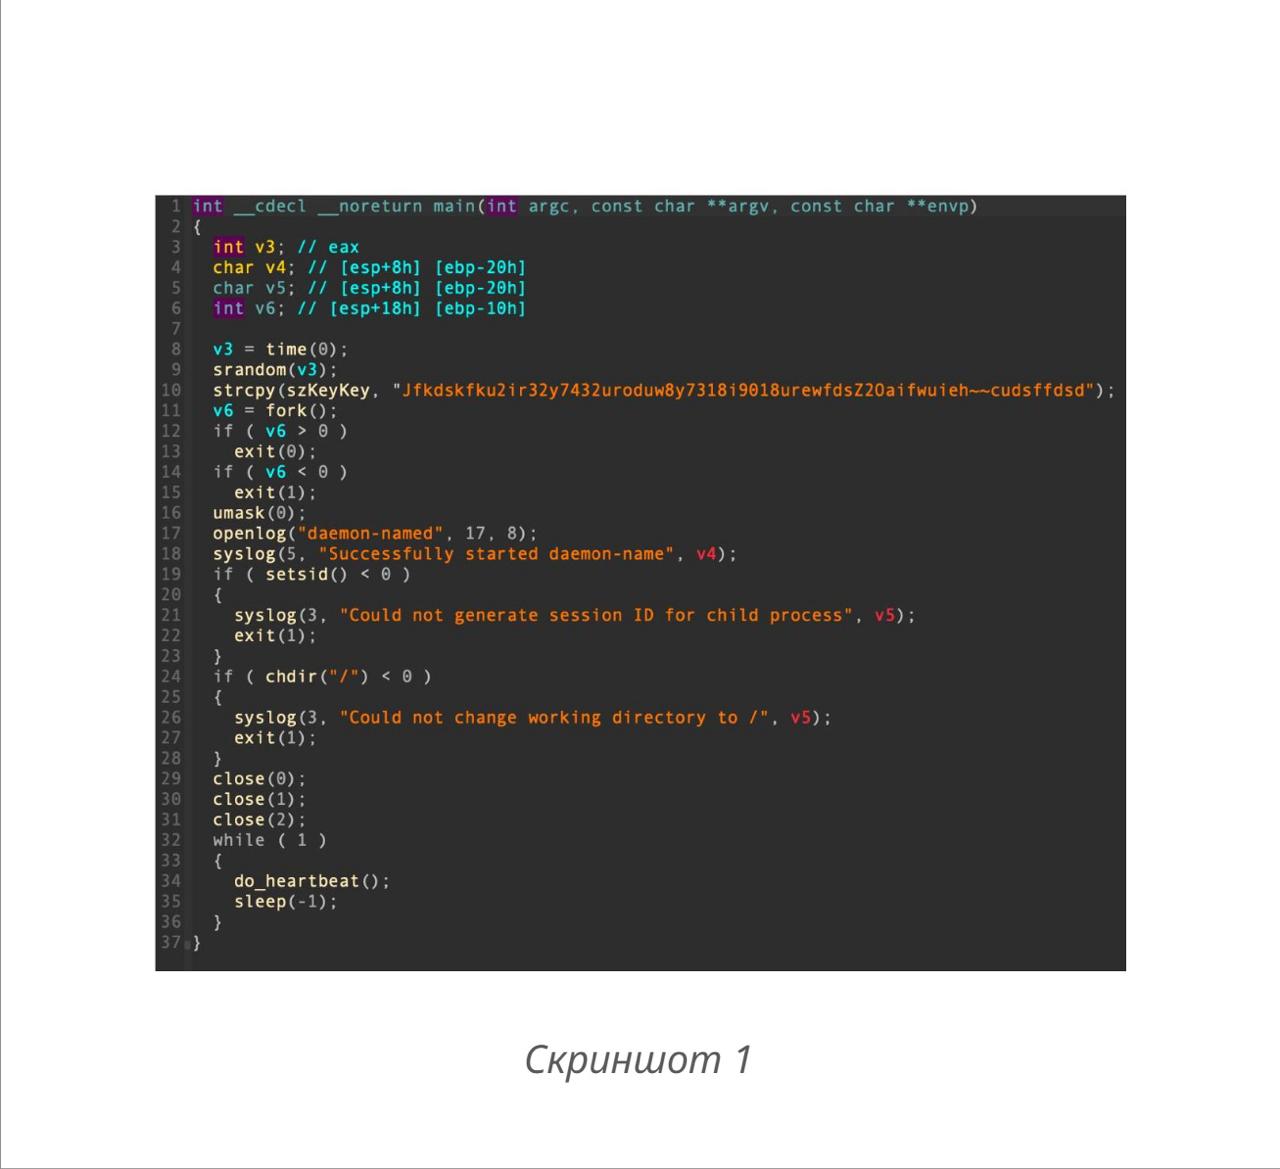 1 int __cdecl __noreturn main(int argc, const char **argv, const char **envp)
2 {
3 int v3; // eax
4 char v4; // [esp+8h] [ebp-20h]
5 char v5; // [esp+8h] [ebp-20h]
6 int v6; // [esp+18h] [ebp-10h]
7
8 v3 = time(0);
9 srandom(v3);
10 strcpy(szKeyKey, "Jfkdskfku2ir32y7432uroduw8y7318i9018urewfdsZ2Oaifwuieh~~cudsffdsd");
11 v6 = fork();
12 if ( v6 > 0 )
13 exit(0);
14 if ( v6 < 0 )
15 exit(1);
16 umask(0);
17 openlog("daemon-named", 17, 8);
18 syslog(5, "Successfully started daemon-name", v4);
19 if ( setsid() < 0 )
20 {
21 syslog(3, "Could not generate session ID for child process", v5);
22 exit(1);
23 }
24 if ( chdir("/") < 0 )
25 {
26 syslog(3, "Could not change working directory to /", v5);
27 exit(1);
28 }
29 close(0);
30 close(1);
31 close(2);
32 while ( 1 )
33 {
34 do_heartbeat();
35 sleep(-1);
36 }
37 }
Скриншот 1